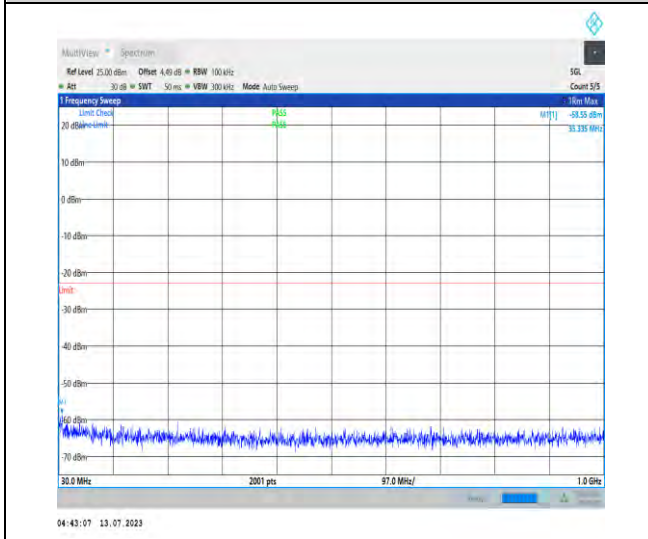 MultiView Spectrum
Ref Level 25.00 dBm Offset 4.49 dB RBW 100 kHz SGL
Att 30 dB SWT 50 ms VBW 300 kHz Mode Auto Sweep Count 5/5
1 Frequency Sweep 1Rm Max
Limit Check PASS M1[1] -58.55 dBm
20 dBm Limit PASS MHz
10 dBm
0 dBm
-10 dBm
-20 dBm
Limit
-30 dBm
-40 dBm
-50 dBm
M1
-60 dBm
-70 dBm
30.0 MHz 2001 pts 97.0 MHz/ 1.0 GHz
04:43:07 13.07.2023